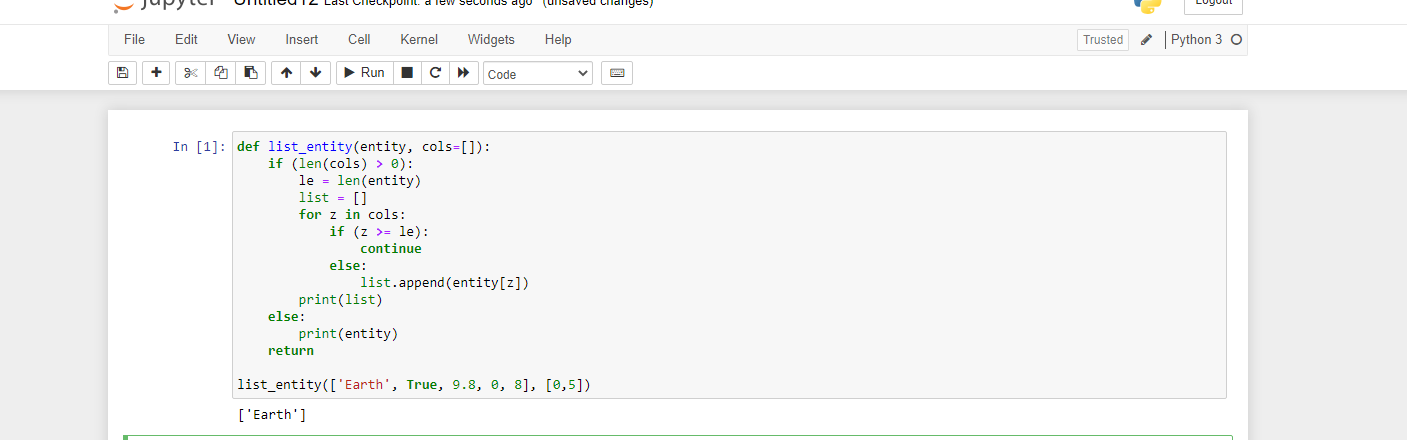 jupyter Untitled12 Last Checkpoint: a few seconds ago (unsaved changes) Logout
File Edit View Insert Cell Kernel Widgets Help Trusted Python 3
Run Code
In [1]: def list_entity(entity, cols=[]):
    if (len(cols) > 0):
        le = len(entity)
        list = []
        for z in cols:
            if (z >= le):
                continue
            else:
                list.append(entity[z])
        print(list)
    else:
        print(entity)
    return
list_entity(['Earth', True, 9.8, 0, 8], [0,5])
['Earth']